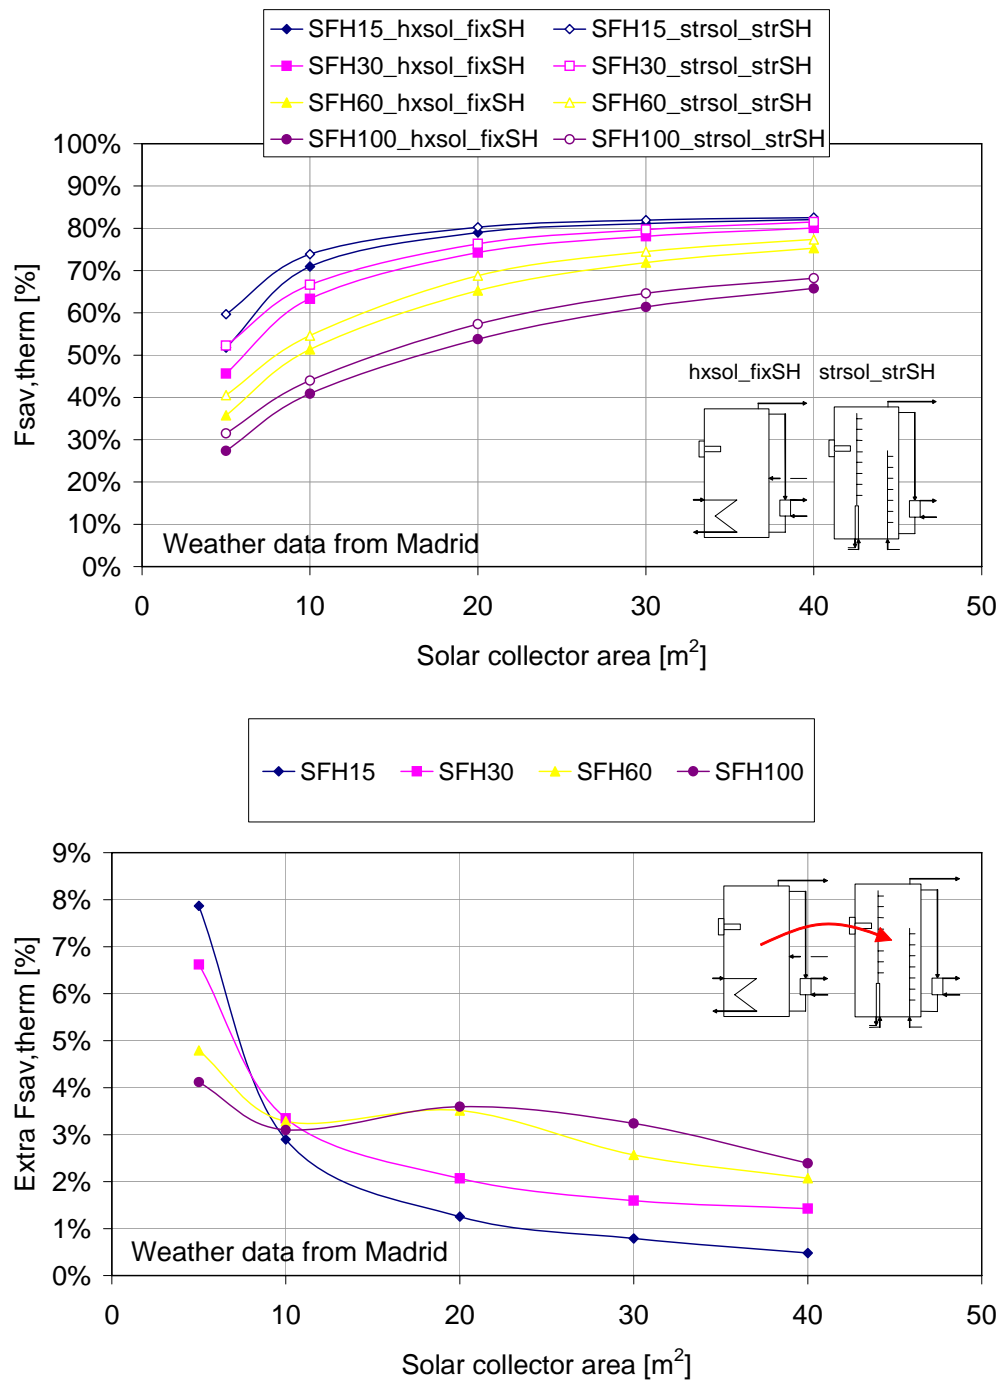 SFH15_hxsol_fixSH SFH15_strsol_strSH
SFH30_hxsol_fixSH SFH30_strsol_strSH
SFH60_hxsol_fixSH SFH60_strsol_strSH
SFH100_hxsol_fixSH SFH100_strsol_strSH
100%
90%
80%
70%
60%
50%
40%
30%
20%
10%
0%
Fsav,therm [%]
hxsol_fixSH strsol_strSH
Weather data from Madrid
0 10 20 30 40 50
Solar collector area [m²]
SFH15 SFH30 SFH60 SFH100
9%
8%
7%
6%
5%
4%
3%
2%
1%
0%
Extra Fsav,therm [%]
Weather data from Madrid
0 10 20 30 40 50
Solar collector area [m²]